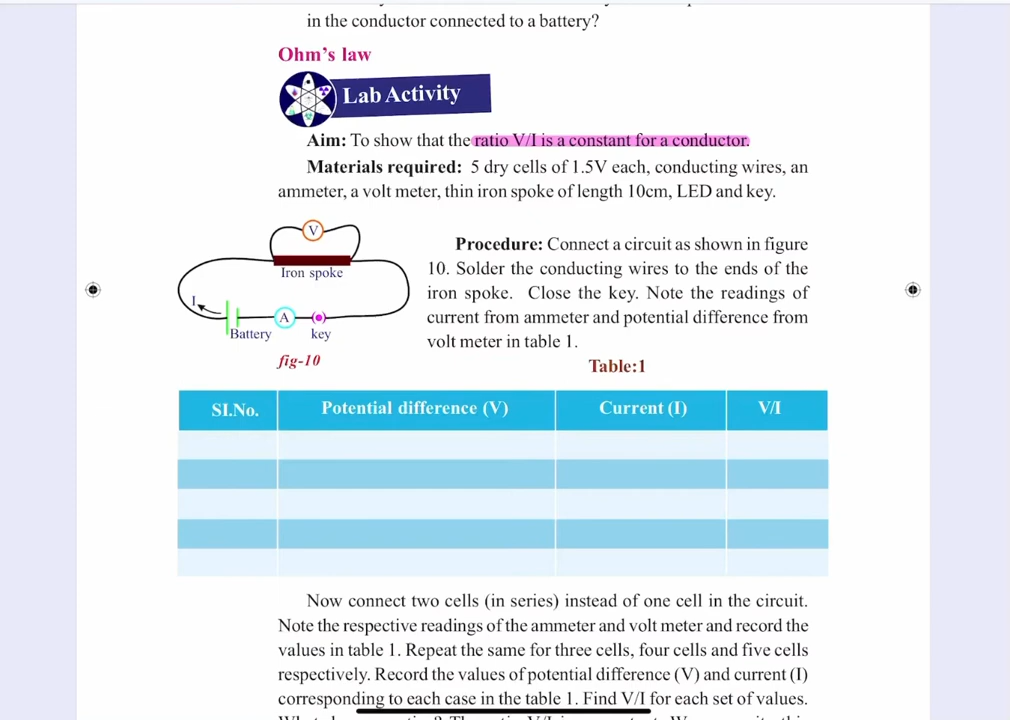 in the conductor connected to a battery?
Ohm's law
Lab Activity
Aim: To show that the ratio V/I is a constant for a conductor.
Materials required: 5 dry cells of 1.5V each, conducting wires, an
ammeter, a volt meter, thin iron spoke of length 10cm, LED and key.
V
Iron spoke
I
A
Battery
key
fig-10
Procedure: Connect a circuit as shown in figure
10. Solder the conducting wires to the ends of the
iron spoke. Close the key. Note the readings of
current from ammeter and potential difference from
volt meter in table 1.
Table:1
SI.No. Potential difference (V) Current (I) V/I
Now connect two cells (in series) instead of one cell in the circuit.
Note the respective readings of the ammeter and volt meter and record the
values in table 1. Repeat the same for three cells, four cells and five cells
respectively. Record the values of potential difference (V) and current (I)
corresponding to each case in the table 1. Find V/I for each set of values.